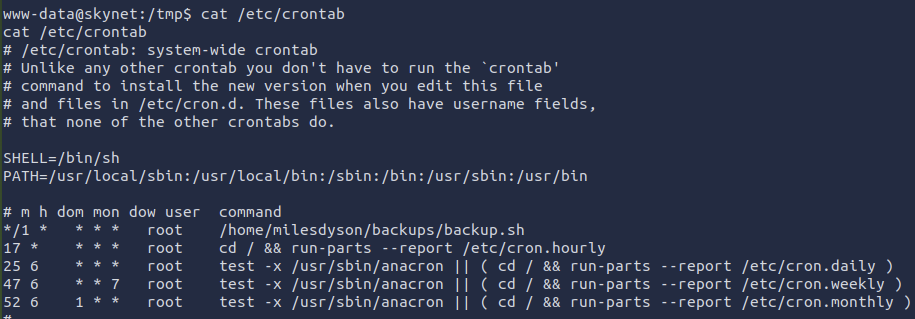 www-data@skynet:/tmp$ cat /etc/crontab
cat /etc/crontab
# /etc/crontab: system-wide crontab
# Unlike any other crontab you don't have to run the `crontab'
# command to install the new version when you edit this file
# and files in /etc/cron.d. These files also have username fields,
# that none of the other crontabs do.

SHELL=/bin/sh
PATH=/usr/local/sbin:/usr/local/bin:/sbin:/bin:/usr/sbin:/usr/bin

# m h dom mon dow user  command
*/1 *   * * *   root    /home/milesdyson/backups/backup.sh
17 *    * * *   root    cd / && run-parts --report /etc/cron.hourly
25 6    * * *   root    test -x /usr/sbin/anacron || ( cd / && run-parts --report /etc/cron.daily )
47 6    * * 7   root    test -x /usr/sbin/anacron || ( cd / && run-parts --report /etc/cron.weekly )
52 6    1 * *   root    test -x /usr/sbin/anacron || ( cd / && run-parts --report /etc/cron.monthly )
#